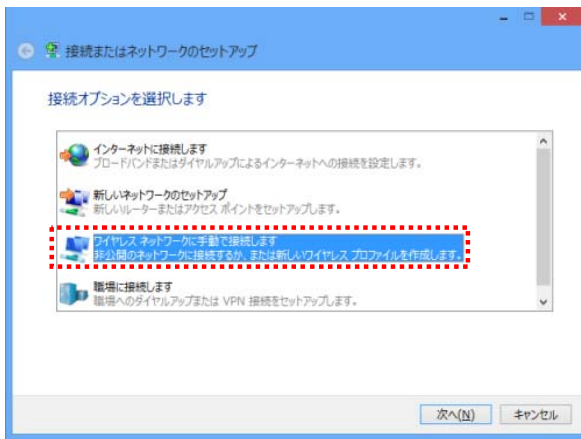 接続またはネットワークのセットアップ
接続オプションを選択します
インターネットに接続します
ブロードバンドまたはダイヤルアップによるインターネットへの接続を設定します。
新しいネットワークのセットアップ
新しいルーターまたはアクセス ポイントをセットアップします。
ワイヤレス ネットワークに手動で接続します
非公開のネットワークに接続するか、または新しいワイヤレス プロファイルを作成します。
職場に接続します
職場へのダイヤルアップまたは VPN 接続をセットアップします。
次へ(N)
キャンセル